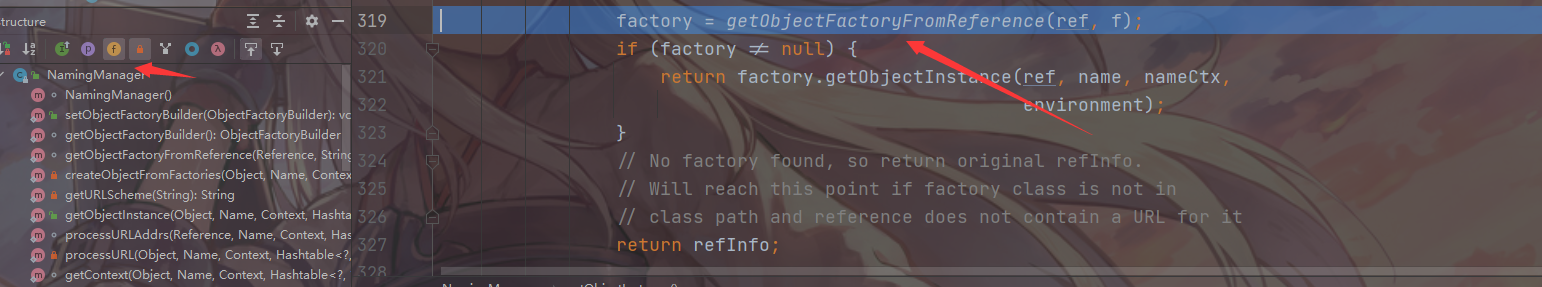 Structure
NamingManager
NamingManager()
setObjectFactoryBuilder(ObjectFactoryBuilder): vo
getObjectFactoryBuilder(): ObjectFactoryBuilder
getObjectFactoryFromReference(Reference, String
createObjectFromFactories(Object, Name, Contex
getURLScheme(String): String
getObjectInstance(Object, Name, Context, Hashta
processURLAddrs(Reference, Name, Context, Has
processURL(Object, Name, Context, Hashtable<?,
getContext(Object, Name, Context, Hashtable<?,
319 factory = getObjectFactoryFromReference(ref, f);
320 if (factory ≠ null) {
321 return factory.getObjectInstance(ref, name, nameCtx,
322 environment);
323 }
324 // No factory found, so return original refInfo.
325 // Will reach this point if factory class is not in
326 // class path and reference does not contain a URL for it
327 return refInfo;
328